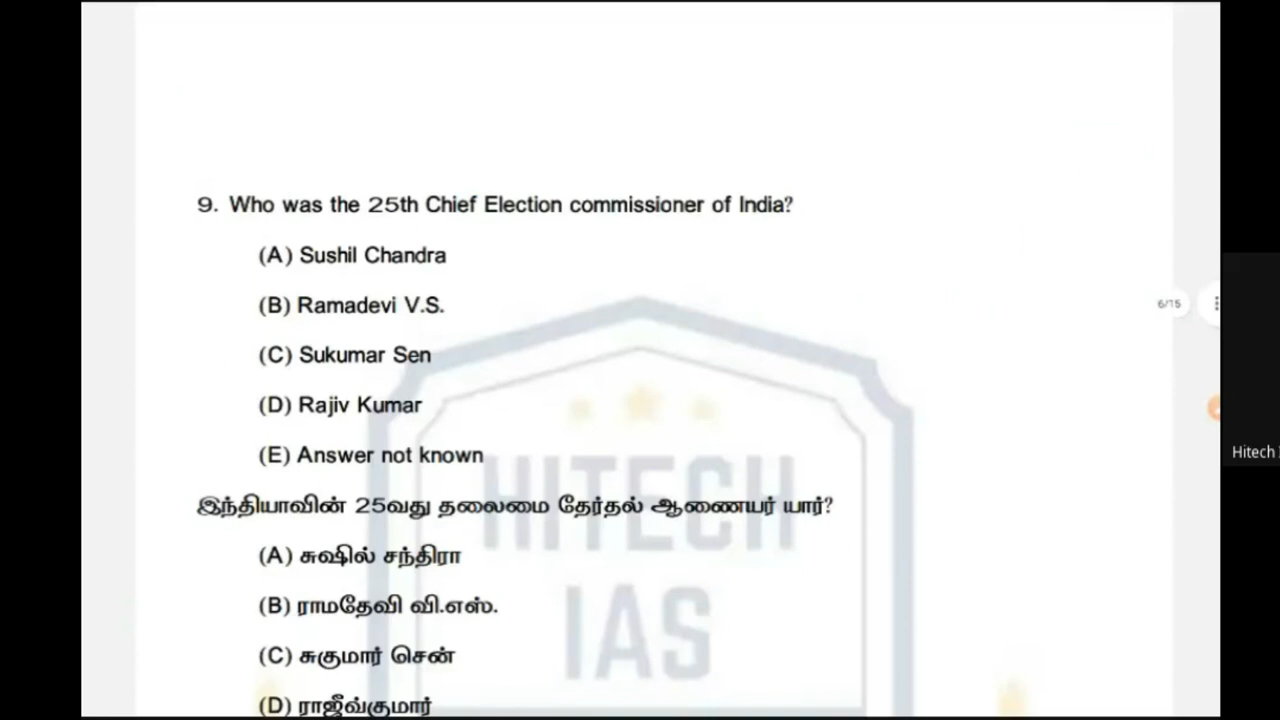 9. Who was the 25th Chief Election commissioner of India?
(A) Sushil Chandra
(B) Ramadevi V.S.
6/15
(C) Sukumar Sen
(D) Rajiv Kumar
(E) Answer not known
Hitech
இந்தியாவின் 25வது தலைமை தேர்தல் ஆணையர் யார்?
HITECH
(A) சுஷில் சந்திரா
(B) ராமதேவி வி.எஸ்.
IAS
(C) சுகுமார் சென்
(D) ராஜீவ்குமார்